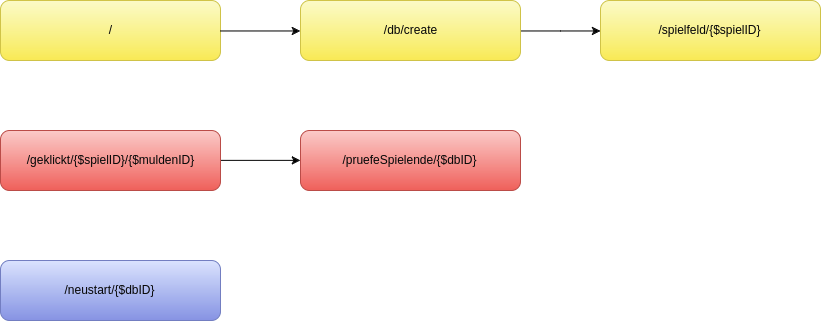 /
/db/create
/spielfeld/{$spielID}
/geklickt/{$spielID}/{$muldenID}
/pruefeSpielende/{$dbID}
/neustart/{$dbID}